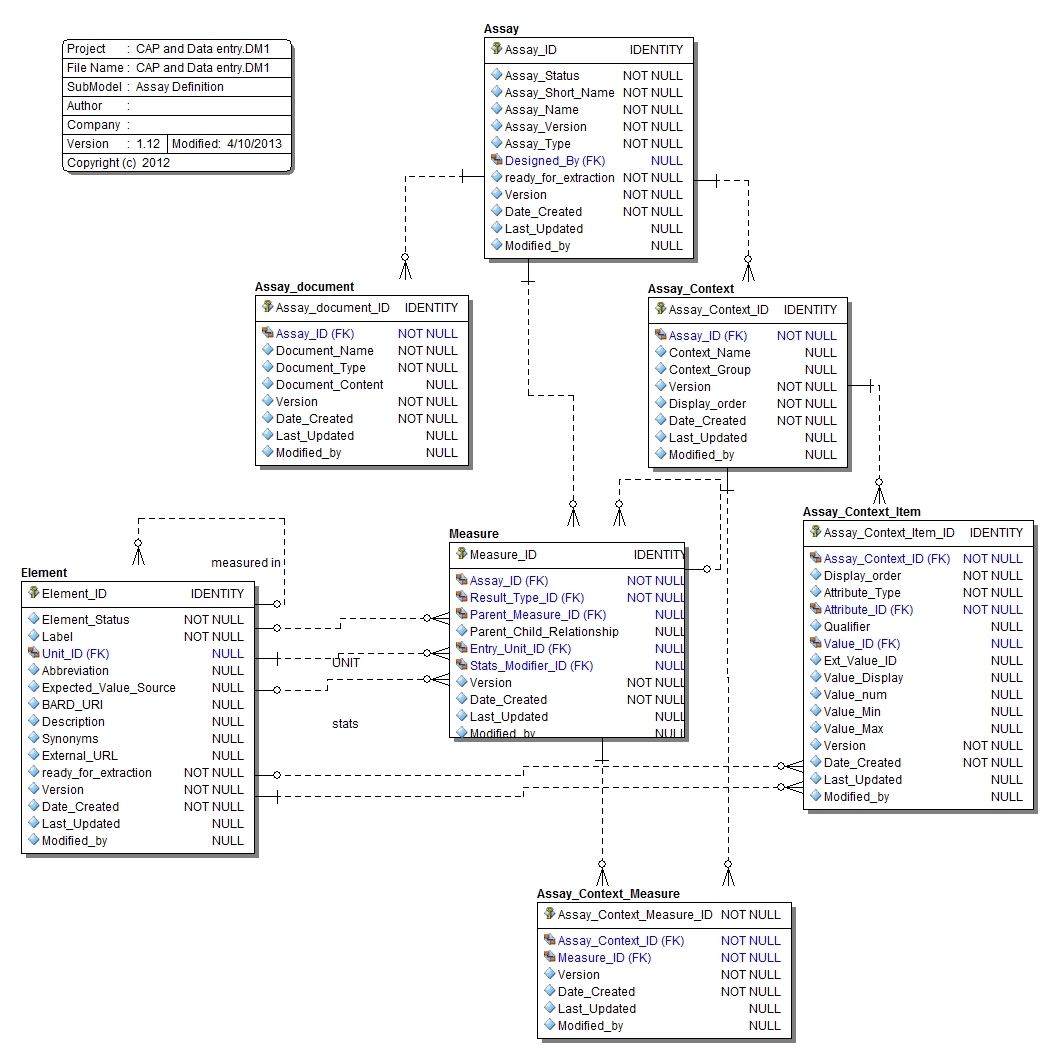 Project : CAP and Data entry.DM1
File Name : CAP and Data entry.DM1
SubModel : Assay Definition
Author :
Company :
Version : 1.12 Modified: 4/10/2013
Copyright (c) 2012
Assay
Assay_ID IDENTITY
Assay_Status NOT NULL
Assay_Short_Name NOT NULL
Assay_Name NOT NULL
Assay_Version NOT NULL
Assay_Type NOT NULL
Designed_By (FK) NULL
ready_for_extraction NOT NULL
Version NOT NULL
Date_Created NOT NULL
Last_Updated NULL
Modified_by NULL
Assay_document
Assay_document_ID IDENTITY
Assay_ID (FK) NOT NULL
Document_Name NOT NULL
Document_Type NOT NULL
Document_Content NULL
Version NOT NULL
Date_Created NOT NULL
Last_Updated NULL
Modified_by NULL
Assay_Context
Assay_Context_ID IDENTITY
Assay_ID (FK) NOT NULL
Context_Name NULL
Context_Group NULL
Version NOT NULL
Display_order NOT NULL
Date_Created NOT NULL
Last_Updated NULL
Modified_by NULL
Assay_Context_Item
Assay_Context_Item_ID IDENTITY
Assay_Context_ID (FK) NOT NULL
Display_order NOT NULL
Attribute_Type NOT NULL
Attribute_ID (FK) NOT NULL
Qualifier NULL
Value_ID (FK) NULL
Ext_Value_ID NULL
Value_Display NULL
Value_num NULL
Value_Min NULL
Value_Max NULL
Version NOT NULL
Date_Created NOT NULL
Last_Updated NULL
Modified_by NULL
Measure
Measure_ID IDENTITY
Assay_ID (FK) NOT NULL
Result_Type_ID (FK) NOT NULL
Parent_Measure_ID (FK) NULL
Parent_Child_Relationship NULL
Entry_Unit_ID (FK) NULL
Stats_Modifier_ID (FK) NULL
Version NOT NULL
Date_Created NOT NULL
Last_Updated NULL
Modified_by NULL
measured in
UNIT
stats
Element
Element_ID IDENTITY
Element_Status NOT NULL
Label NOT NULL
Unit_ID (FK) NULL
Abbreviation NULL
Expected_Value_Source NULL
BARD_URI NULL
Description NULL
Synonyms NULL
External_URL NULL
ready_for_extraction NOT NULL
Version NOT NULL
Date_Created NOT NULL
Last_Updated NULL
Modified_by NULL
Assay_Context_Measure
Assay_Context_Measure_ID NOT NULL
Assay_Context_ID (FK) NOT NULL
Measure_ID (FK) NOT NULL
Version NOT NULL
Date_Created NOT NULL
Last_Updated NULL
Modified_by NULL